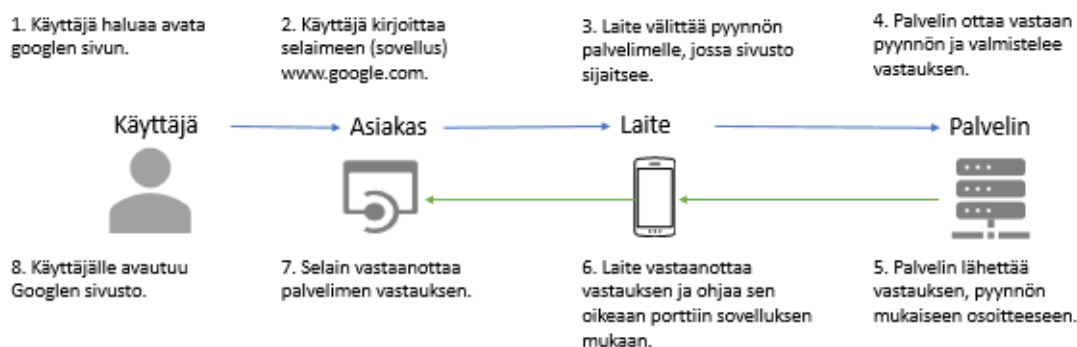 1. Käyttäjä haluaa avata
googlen sivun.
2. Käyttäjä kirjoittaa
selaimeen (sovellus)
www.google.com.
3. Laite välittää pyynnön
palvelimelle, jossa sivusto
sijaitsee.
4. Palvelin ottaa vastaan
pyynnön ja valmistelee
vastauksen.
Käyttäjä
Asiakas
Laite
Palvelin
8. Käyttäjälle avautuu
Googlen sivusto.
7. Selain vastaanottaa
palvelimen vastauksen.
6. Laite vastaanottaa
vastauksen ja ohjaa sen
oikeaan porttiin sovelluksen
mukaan.
5. Palvelin lähettää
vastauksen, pyynnön
mukaiseen osoitteeseen.